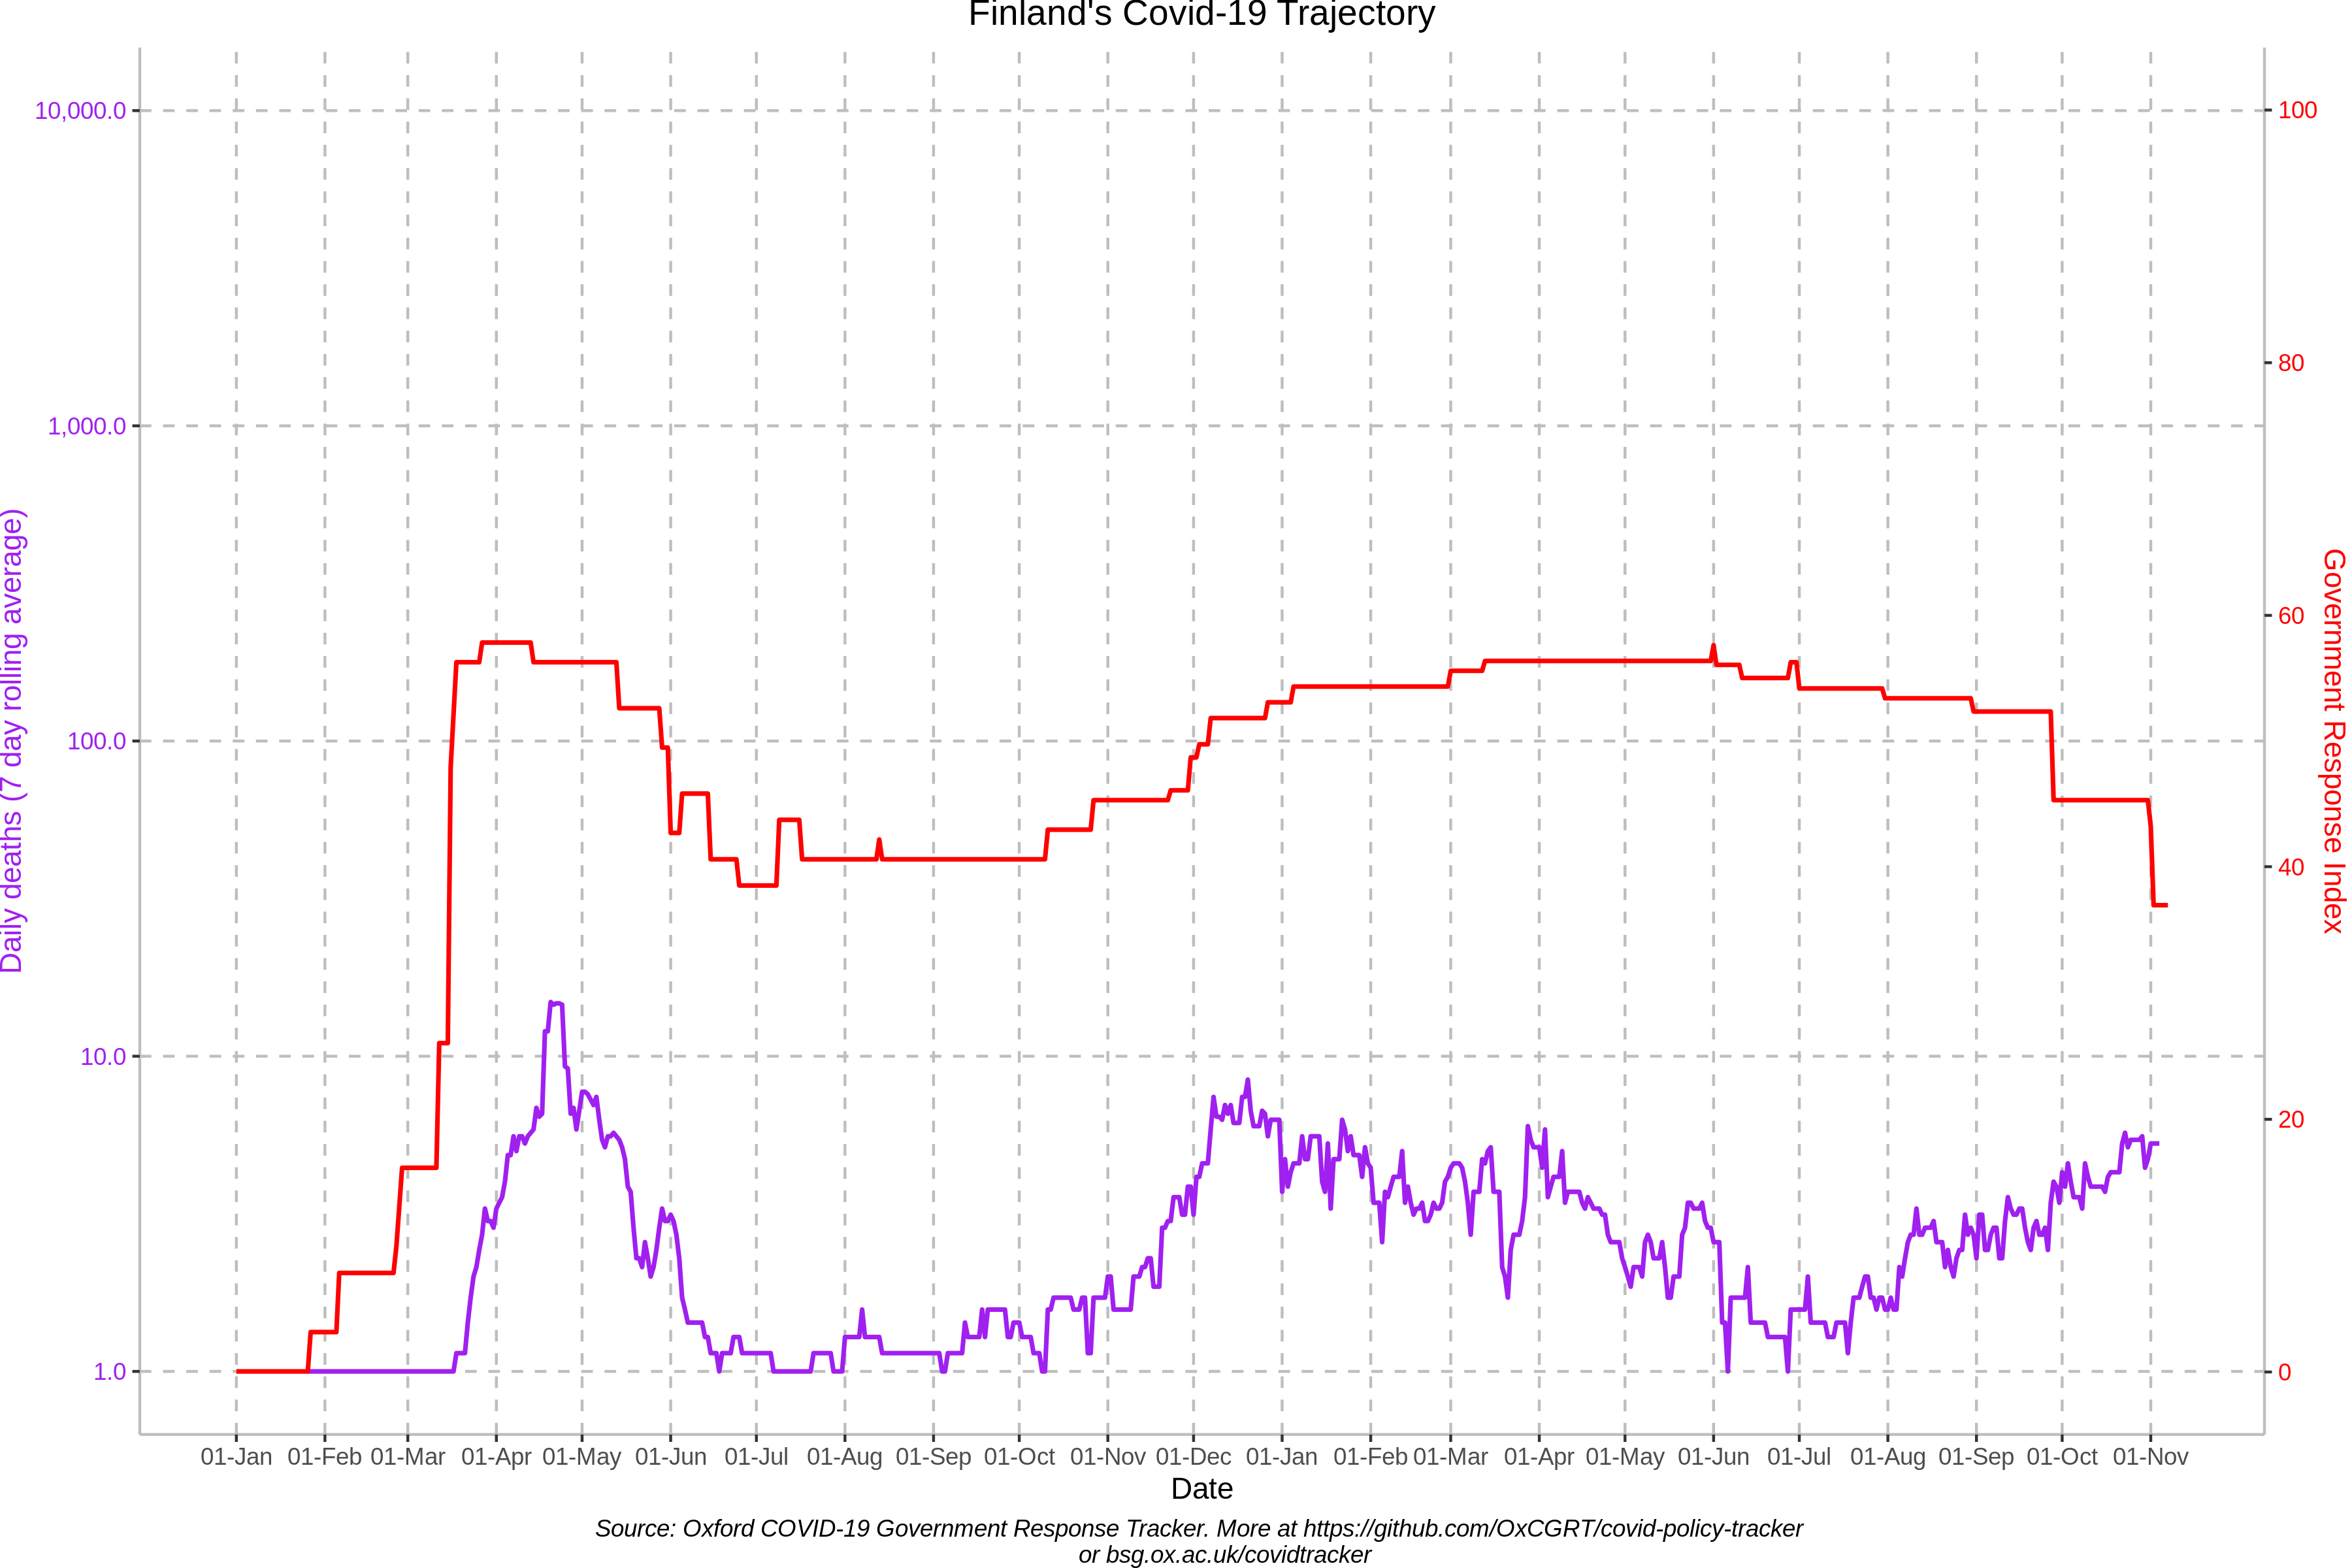 Finland's Covid-19 Trajectory
10,000.0
1,000.0
100.0
10.0
1.0
Daily deaths (7 day rolling average)
100
80
60
40
20
0
Government Response Index
01-Jan 01-Feb 01-Mar 01-Apr 01-May 01-Jun 01-Jul 01-Aug 01-Sep 01-Oct 01-Nov 01-Dec 01-Jan 01-Feb 01-Mar 01-Apr 01-May 01-Jun 01-Jul 01-Aug 01-Sep 01-Oct 01-Nov
Date
Source: Oxford COVID-19 Government Response Tracker. More at https://github.com/OxCGRT/covid-policy-tracker
or bsg.ox.ac.uk/covidtracker